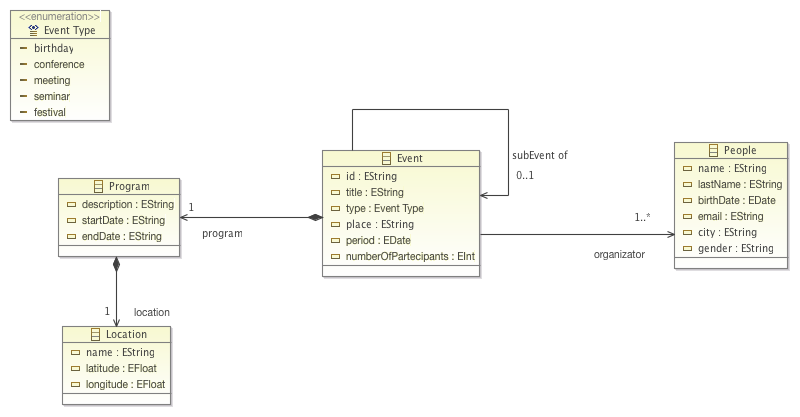 <<enumeration>>
Event Type
birthday
conference
meeting
seminar
festival
Program
description : EString
startDate : EString
endDate : EString
1
program
1
location
Location
name : EString
latitude : EFloat
longitude : EFloat
Event
id : EString
title : EString
type : Event Type
place : EString
period : EDate
numberOfPartecipants : EInt
subEvent of
0..1
1..*
organizator
People
name : EString
lastName : EString
birthDate : EDate
email : EString
city : EString
gender : EString